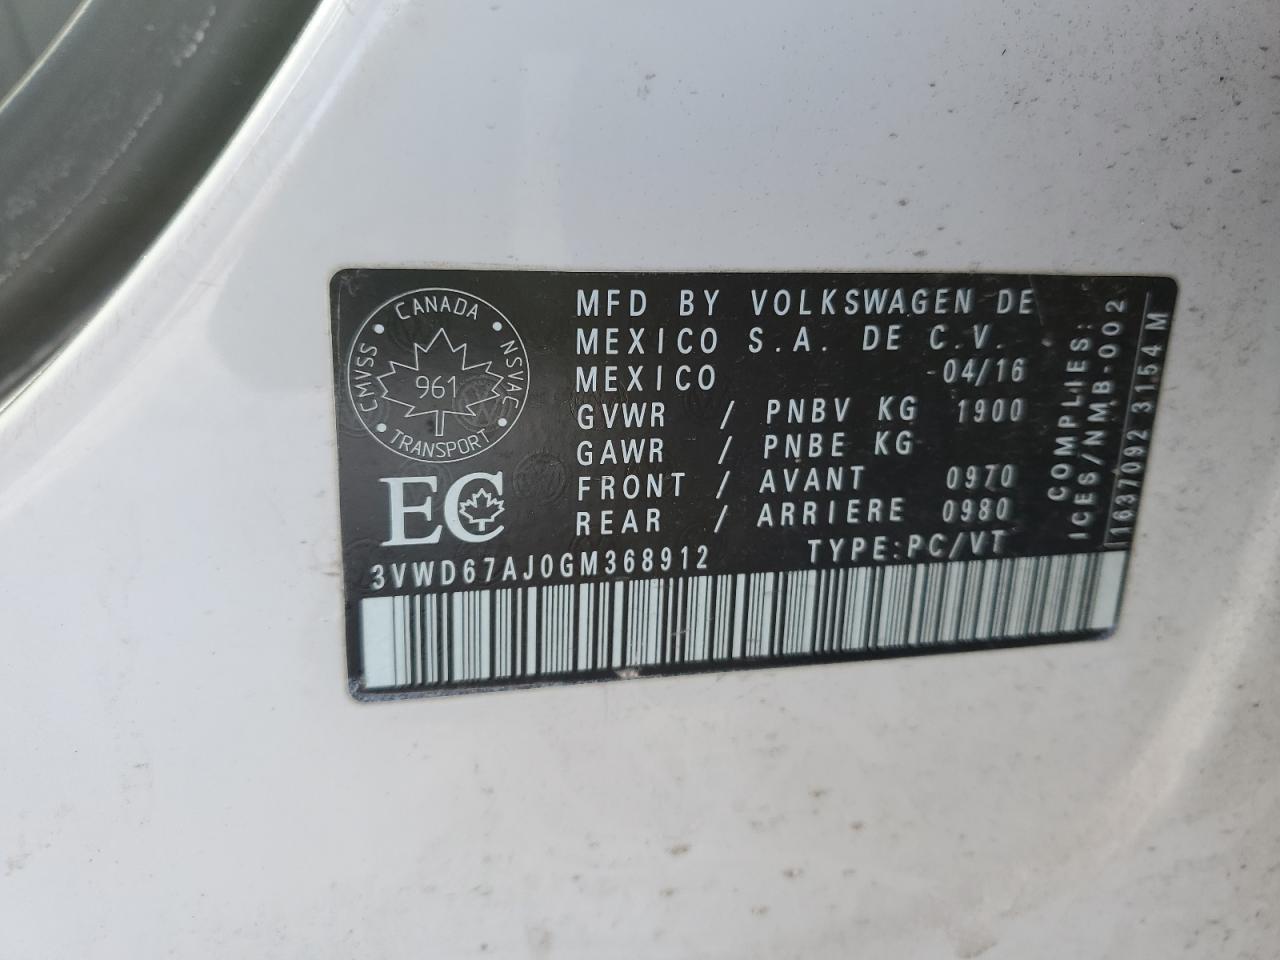 CANADA
CMVSS
NSVAC
961
TRANSPORT
EC
MFD BY VOLKSWAGEN DE
MEXICO S.A. DE C.V.
MEXICO 04/16
GVWR / PNBV KG 1900
GAWR / PNBE KG
FRONT / AVANT 0970
REAR / ARRIERE 0980
3VWD67AJ0GM368912 TYPE:PC/VT
COMPLIES:
ICES/NMB-002
1637092 3154 M